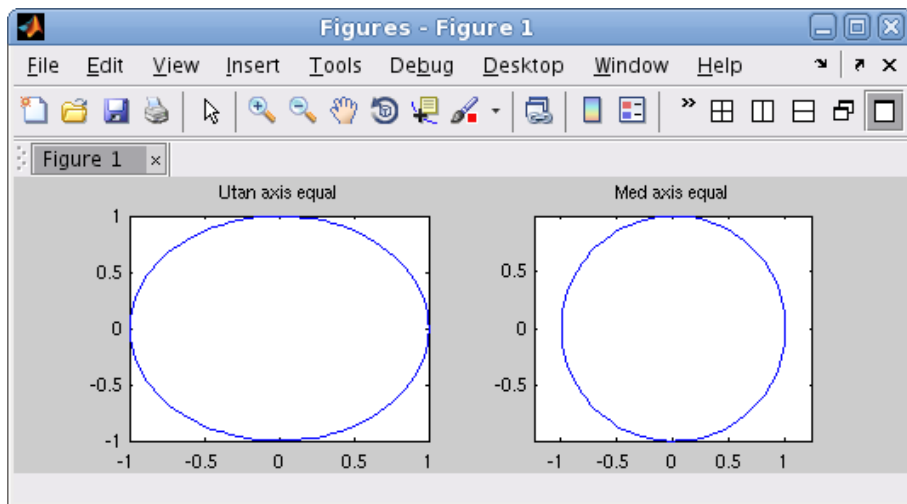 Figures - Figure 1
File Edit View Insert Tools Debug Desktop Window Help
Figure 1
Utan axis equal
1
0.5
0
-0.5
-1
-1 -0.5 0 0.5 1
Med axis equal
0.5
0
-0.5
-1 -0.5 0 0.5 1